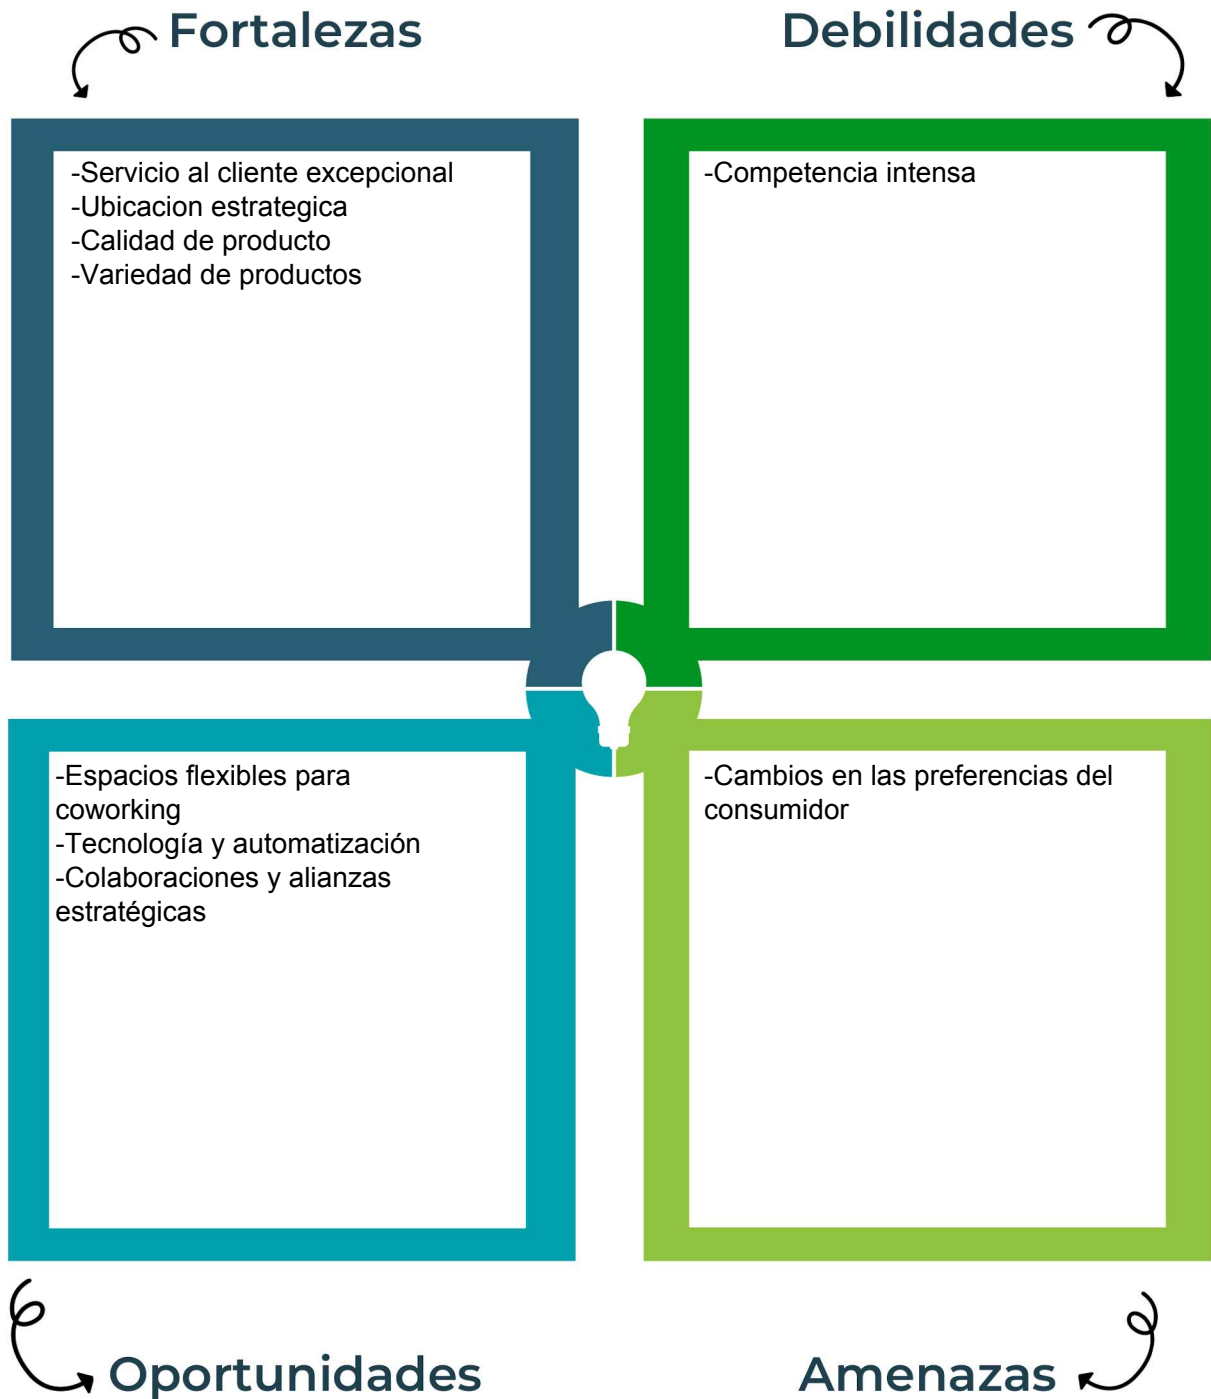 Fortalezas
-Servicio al cliente excepcional
-Ubicacion estrategica
-Calidad de producto
-Variedad de productos
Debilidades
-Competencia intensa
-Espacios flexibles para
coworking
-Tecnología y automatización
-Colaboraciones y alianzas
estratégicas
Oportunidades
-Cambios en las preferencias del
consumidor
Amenazas